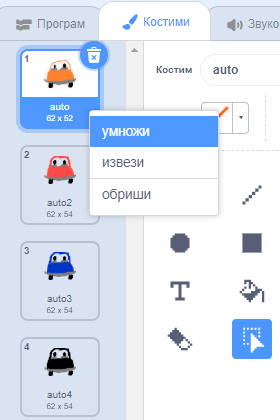 Програм
Костими
Звуко
1
auto
62 x 52
Костим
auto
умножи
извези
обриши
2
auto2
62 x 54
3
auto3
62 x 54
T
4
auto4
62 x 54